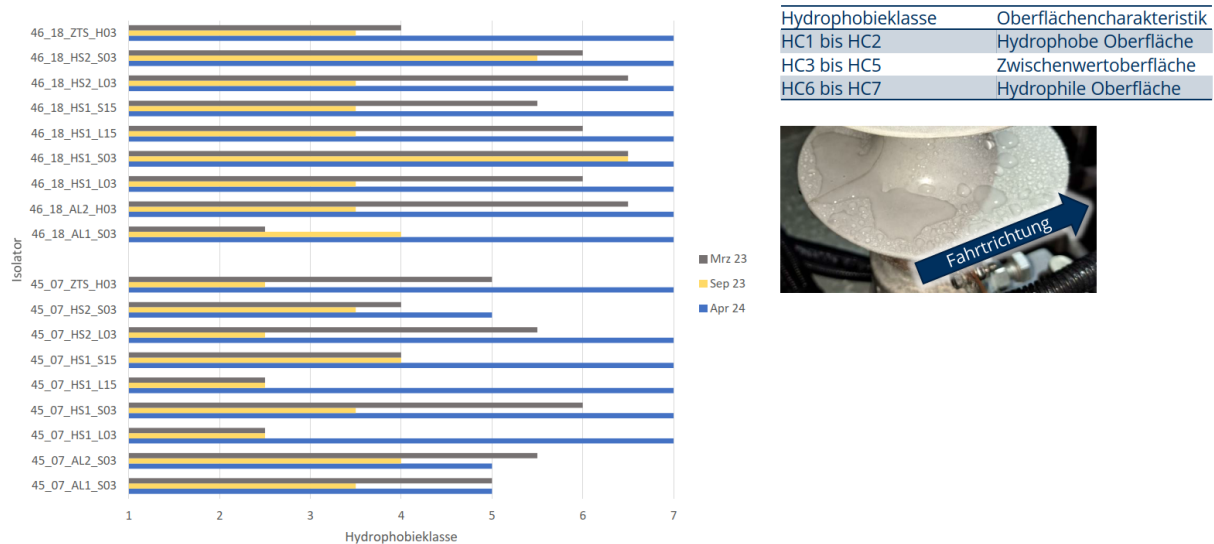 46_18_ZTS_H03
46_18_HS2_S03
46_18_HS2_L03
46_18_HS1_S15
46_18_HS1_L15
46_18_HS1_S03
46_18_HS1_L03
46_18_AL2_H03
46_18_AL1_S03
45_07_ZTS_H03
45_07_HS2_S03
45_07_HS2_L03
45_07_HS1_S15
45_07_HS1_L15
45_07_HS1_S03
45_07_HS1_L03
45_07_AL2_S03
45_07_AL1_S03
Isolator
1 2 3 4 5 6 7
Hydrophobieklasse
Mrz 23
Sep 23
Apr 24
Hydrophobieklasse Oberflächencharakteristik
HC1 bis HC2 Hydrophobe Oberfläche
HC3 bis HC5 Zwischenwertoberfläche
HC6 bis HC7 Hydrophile Oberfläche
Fahrtrichtung